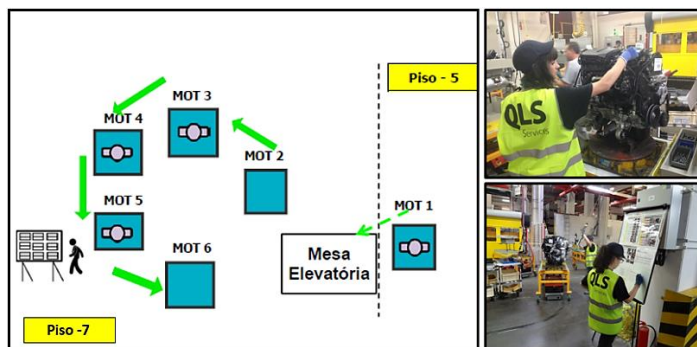 Piso - 5
MOT 3
MOT 4
MOT 2
MOT 5
MOT 1
MOT 6
Mesa
Elevatória
Piso -7
QLS
Services
QLS